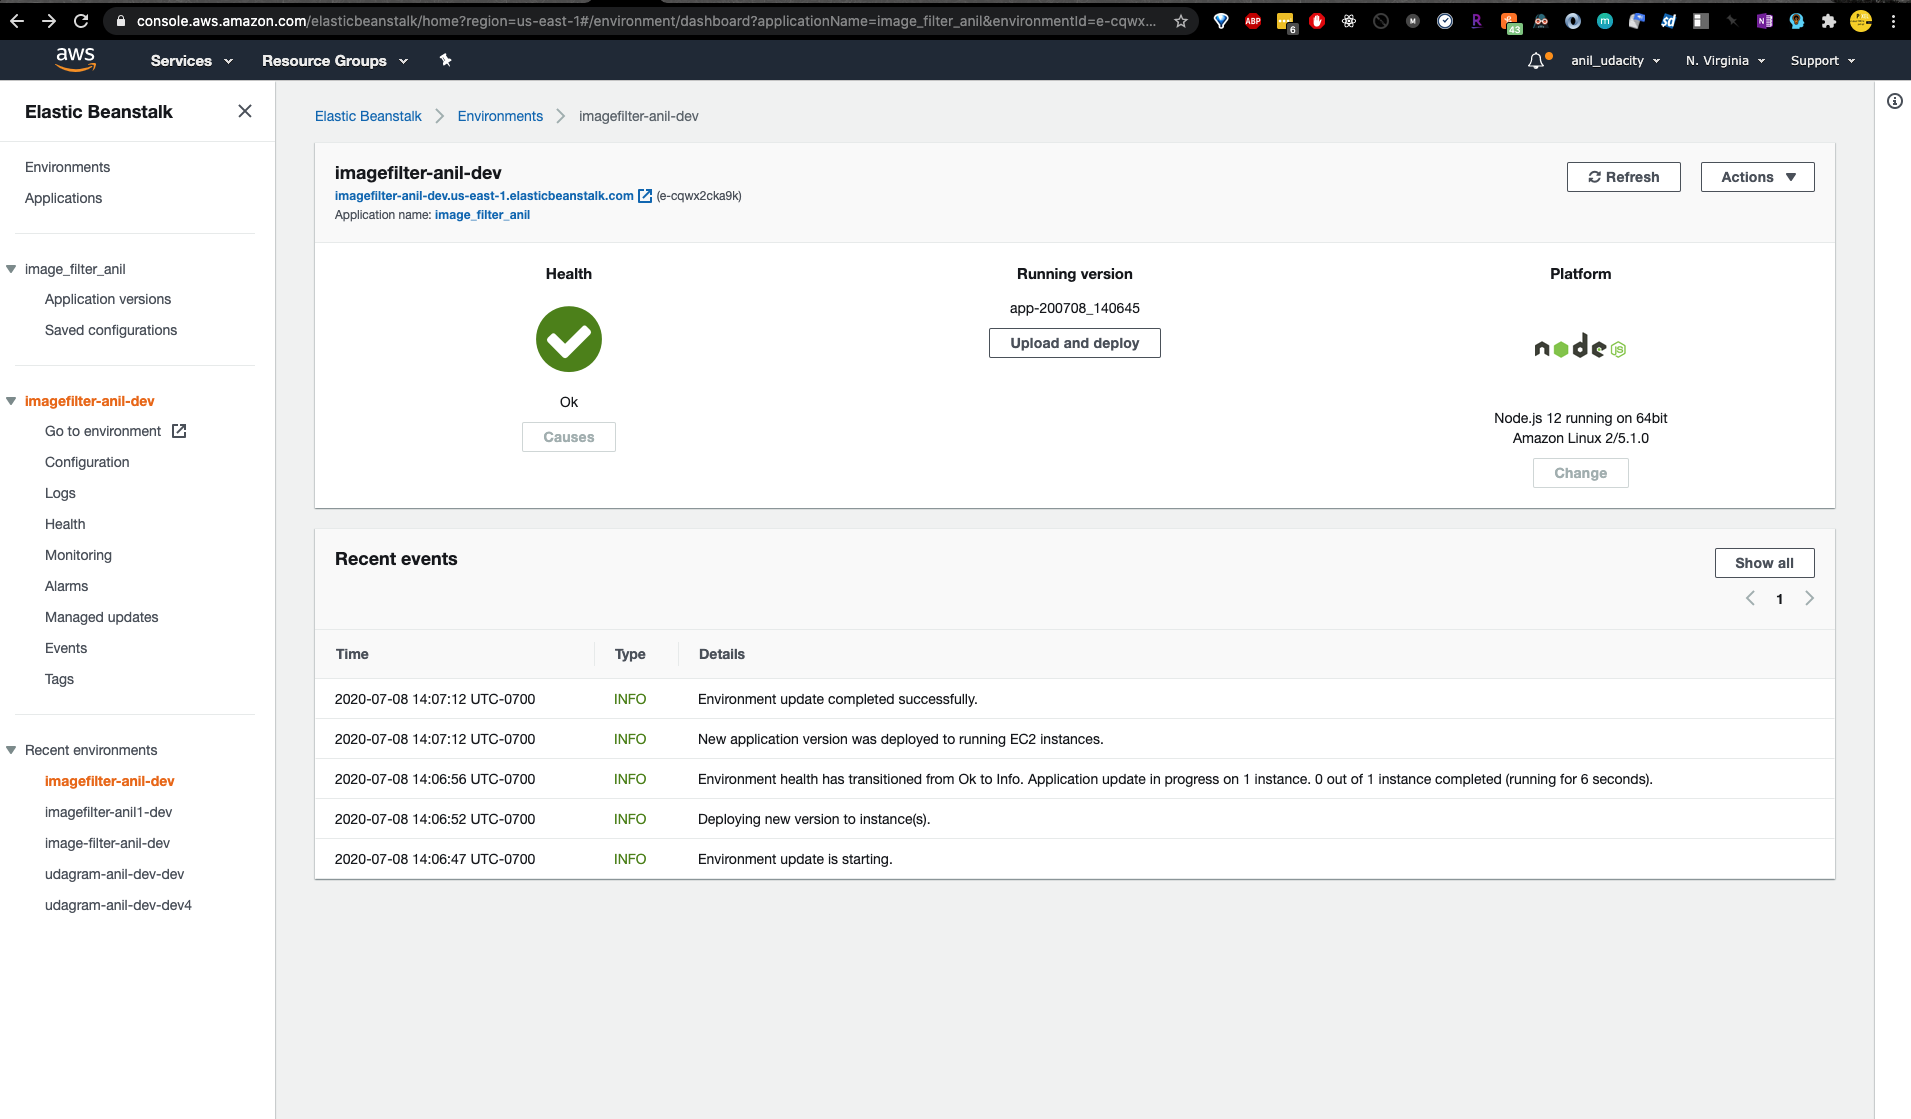 console.aws.amazon.com/elasticbeanstalk/home?region=us-east-1#/environment/dashboard?applicationName=image_filter_anil&environmentId=e-cqwx...
ABP
6
M
R
43
m
sd
N
aws
Services
Resource Groups
anil_udacity
N. Virginia
Support
Elastic Beanstalk
Environments
Applications
image_filter_anil
Application versions
Saved configurations
imagefilter-anil-dev
Go to environment
Configuration
Logs
Health
Monitoring
Alarms
Managed updates
Events
Tags
Recent environments
imagefilter-anil-dev
imagefilter-anil1-dev
image-filter-anil-dev
udagram-anil-dev-dev
udagram-anil-dev-dev4
Elastic Beanstalk Environments imagefilter-anil-dev
imagefilter-anil-dev
imagefilter-anil-dev.us-east-1.elasticbeanstalk.com (e-cqwx2cka9k)
Application name: image_filter_anil
Refresh
Actions
Health
Ok
Causes
Running version
app-200708_140645
Upload and deploy
Platform
node JS
Node.js 12 running on 64bit
Amazon Linux 2/5.1.0
Change
Recent events
Show all
1
Time Type Details
2020-07-08 14:07:12 UTC-0700 INFO Environment update completed successfully.
2020-07-08 14:07:12 UTC-0700 INFO New application version was deployed to running EC2 instances.
2020-07-08 14:06:56 UTC-0700 INFO Environment health has transitioned from Ok to Info. Application update in progress on 1 instance. 0 out of 1 instance completed (running for 6 seconds).
2020-07-08 14:06:52 UTC-0700 INFO Deploying new version to instance(s).
2020-07-08 14:06:47 UTC-0700 INFO Environment update is starting.